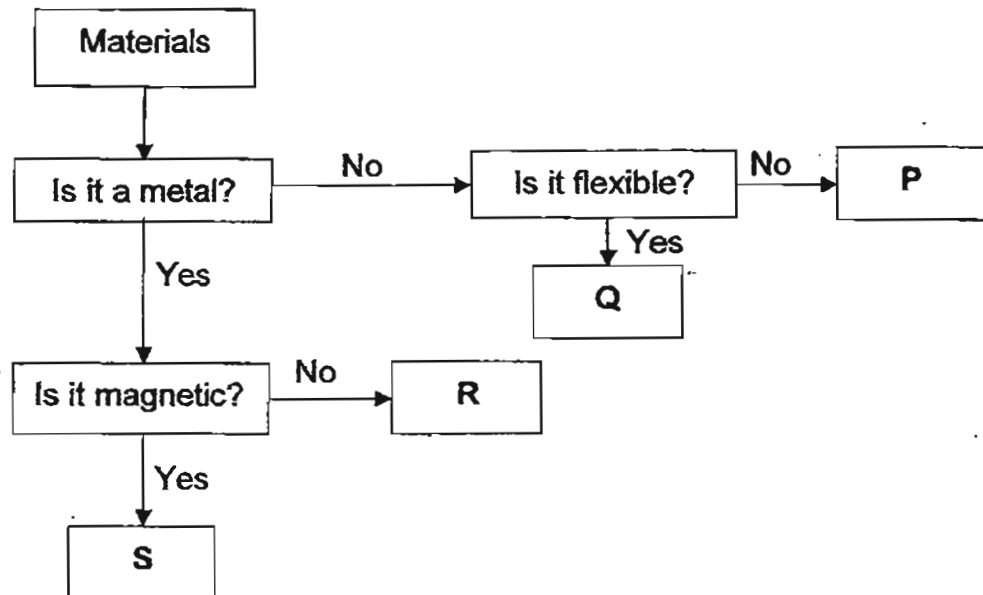 Materials
Is it a metal?
No
Is it flexible?
No
P
Yes
Q
Yes
Is it magnetic?
No
R
Yes
S